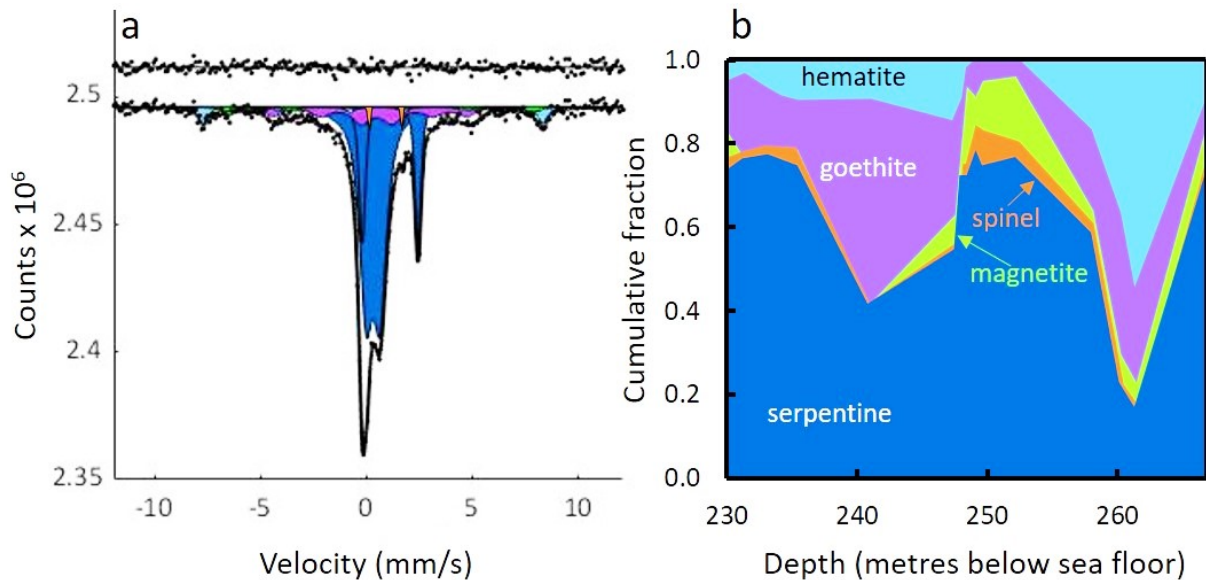 a
Counts x 10⁶
2.5
2.45
2.4
2.35
-10 -5 0 5 10
Velocity (mm/s)
b
Cumulative fraction
1.0
0.8
0.6
0.4
0.2
0.0
hematite
goethite
spinel
magnetite
serpentine
230 240 250 260
Depth (metres below sea floor)